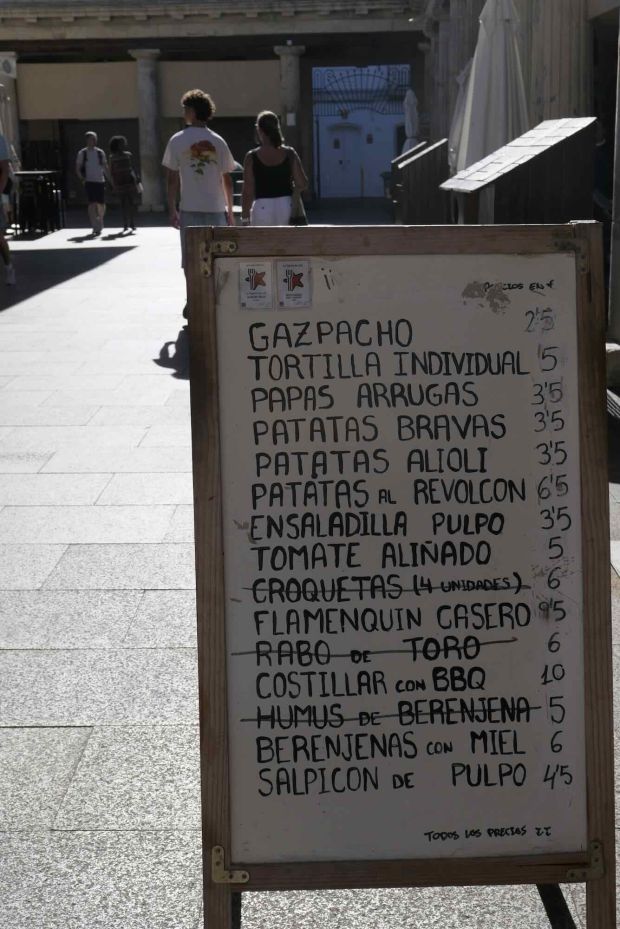 EN €
GAZPACHO 2'5
TORTILLA INDIVIDUAL 5
PAPAS ARRUGAS 3'5
PATATAS BRAVAS 3'5
PATATAS ALIOLI 3'5
PATATAS AL REVOLCON 6'5
ENSALADILLA PULPO 3'5
TOMATE ALIÑADO 5
CROQUETAS (4 UNIDADES) 6
FLAMENQUIN CASERO 9'5
RABO DE TORO 6
COSTILLAR CON BBQ 10
HUMUS DE BERENJENA 5
BERENJENAS CON MIEL 6
SALPICON DE PULPO 4'5
TODOS LOS PRECIOS